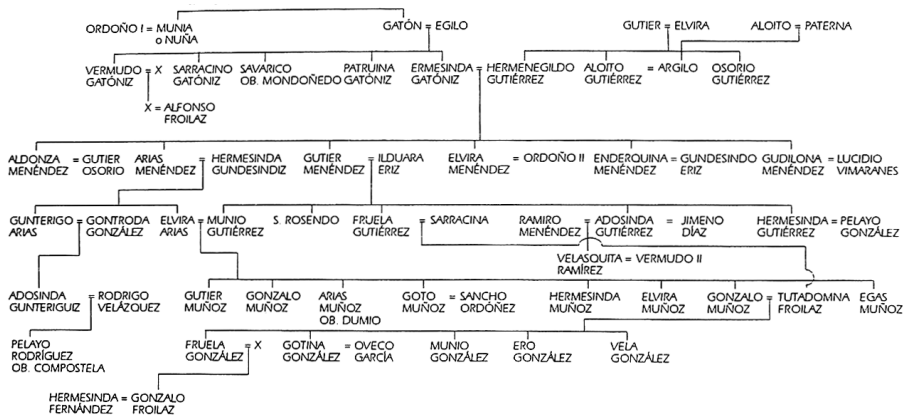 ORDOÑO I = MUNIA GATÓN = EGILO GUTIER = ELVIRA ALOITO = PATERNA
o NUÑA
VERMUDO = X SARRACINO SAVARICO PATRUINA ERMESINDA = HERMENEGILDO ALOITO = ARGILO OSORIO
GATÓNIZ GATÓNIZ OB. MONDOÑEDO GATÓNIZ GATÓNIZ GUTIÉRREZ GUTIÉRREZ GUTIÉRREZ
X = ALFONSO
FROILAZ
ALDONZA = GUTIER ARIAS = HERMESINDA GUTIER = ILDUARA ELVIRA = ORDOÑO II ENDERQUINA = GUNDESINDO GUDILONA = LUCIDIO
MENÉNDEZ OSORIO MENÉNDEZ GUNDESINDIZ MENÉNDEZ ERIZ MENÉNDEZ MENÉNDEZ ERIZ MENÉNDEZ VIMARANES
GUNTERIGO = GONTRODA ELVIRA = MUNIO S. ROSENDO FRUELA = SARRACINA RAMIRO = ADOSINDA = JIMENO HERMESINDA = PELAYO
ARIAS GONZÁLEZ ARIAS GUTIÉRREZ GUTIÉRREZ MENÉNDEZ GUTIÉRREZ DÍAZ GUTIÉRREZ GONZÁLEZ
VELASQUITA = VERMUDO II
RAMÍREZ
ADOSINDA = RODRIGO GUTIER GONZALO ARIAS GOTO = SANCHO HERMESINDA ELVIRA GONZALO = TUTADOMNA EGAS
GUNTERIGUIZ VELÁZQUEZ MUÑOZ MUÑOZ MUÑOZ MUÑOZ ORDÓÑEZ MUÑOZ MUÑOZ MUÑOZ FROILAZ MUÑOZ
OB. DUMIO
PELAYO FRUELA = X GOTINA = OVECO MUNIO ERO VELA
RODRÍGUEZ GONZÁLEZ GONZÁLEZ GARCÍA GONZÁLEZ GONZÁLEZ GONZÁLEZ
OB. COMPOSTELA
HERMESINDA = GONZALO
FERNÁNDEZ FROILAZ